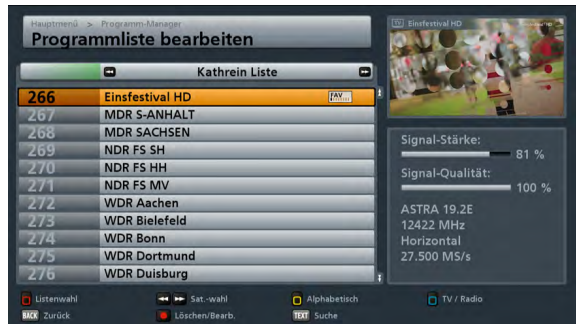 Hauptmenü > Programm-Manager
Programmliste bearbeiten
Kathrein Liste
266 Einsfestival HD FAV
267 MDR S-ANHALT
268 MDR SACHSEN
269 NDR FS SH
270 NDR FS HH
271 NDR FS MV
272 WDR Aachen
273 WDR Bielefeld
274 WDR Bonn
275 WDR Dortmund
276 WDR Duisburg
TV Einsfestival HD
Signal-Stärke:
81 %
Signal-Qualität:
100 %
ASTRA 19.2E
12422 MHz
Horizontal
27.500 MS/s
Listenwahl
Sat.-wahl
Alphabetisch
TV / Radio
BACK Zurück
Löschen/Bearb.
TEXT Suche